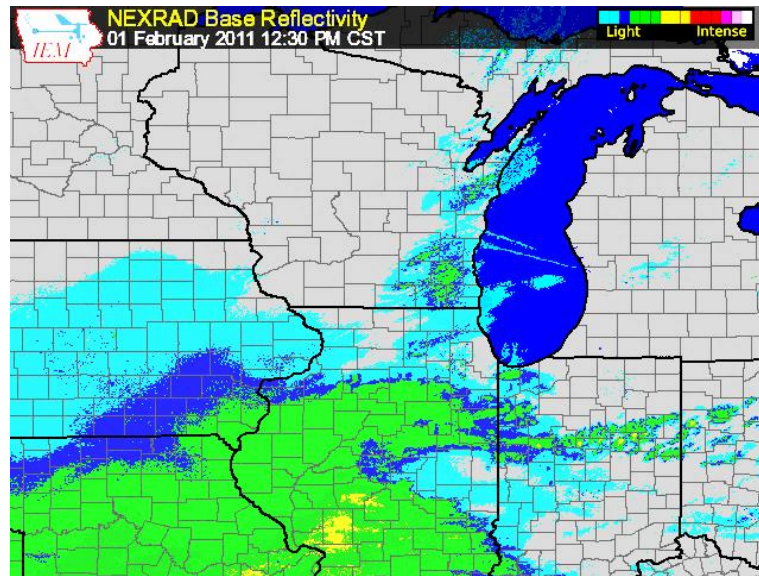 NEXRAD Base Reflectivity
01 February 2011 12:30 PM CST
IEM
Light Intense